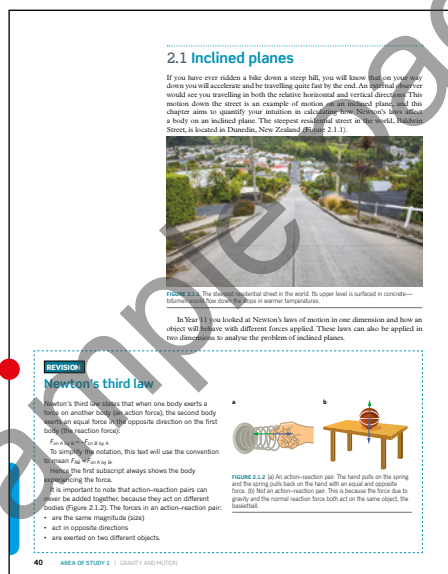 2.1 Inclined planes
If you have ever ridden a bike down a steep hill, you will know that on your way
down you will accelerate and be travelling quite fast by the end. An external observer
would see you travelling in both the relative horizontal and vertical directions. This
motion down the street is an example of motion on an inclined plane, and this
chapter aims to quantify your intuition in calculating how Newton's laws affect
a body on an inclined plane. The steepest residential street in the world, Baldwin
Street, is located in Dunedin, New Zealand (Figure 2.1.1).
FIGURE 2.1.1 The steepest residential street in the world. Its upper level is surfaced in concrete—
bitumen would flow down the slope in warmer temperatures.
In Year 11 you looked at Newton's laws of motion in one dimension and how an
object will behave with different forces applied. These laws can also be applied in
two dimensions to analyse the problem of inclined planes.
REVISION
Newton's third law
Newton's third law states that when one body exerts a
force on another body (an action force), the second body
exerts an equal force in the opposite direction on the first
body (the reaction force):
F on A by B = –F on B by A
To simplify the notation, this text will use the convention
to mean F AB = F on A by B.
Hence the first subscript always shows the body
experiencing the force.
It is important to note that action–reaction pairs can
never be added together, because they act on different
bodies (Figure 2.1.2). The forces in an action–reaction pair:
• are the same magnitude (size)
• act in opposite directions
• are exerted on two different objects.
a
b
FIGURE 2.1.2 (a) An action–reaction pair. The hand pulls on the spring
and the spring pulls back on the hand with an equal and opposite
force. (b) Not an action–reaction pair. This is because the force due to
gravity and the normal reaction force both act on the same object, the
basketball.
40 AREA OF STUDY 1 | GRAVITY AND MOTION